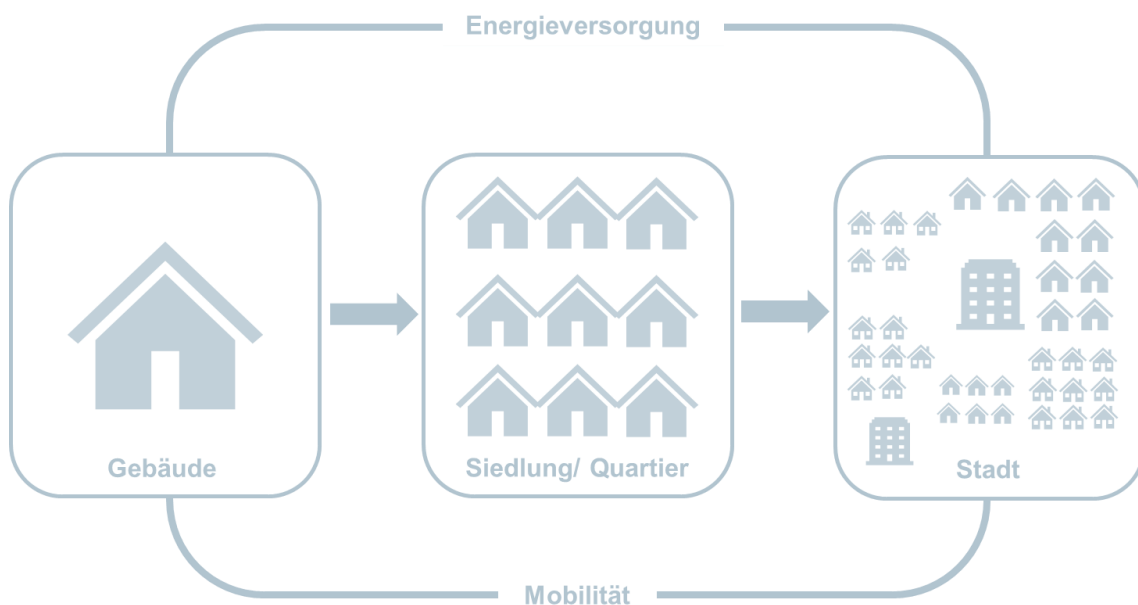 Energieversorgung
Gebäude
Siedlung/ Quartier
Stadt
Mobilität